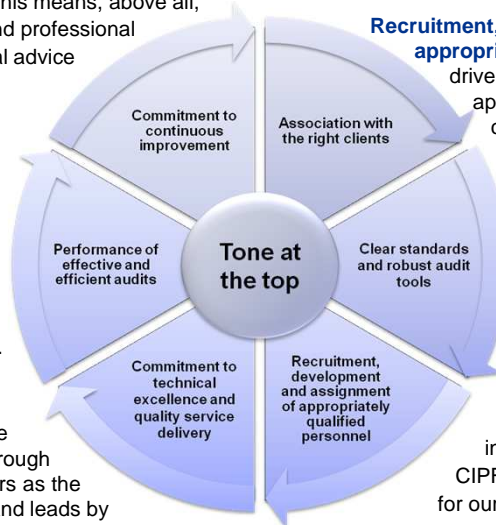 his means, above all,
nd professional
al advice
Recruitment,
appropri
drive
ap
Commitment to
continuous
improvement
Association with
the right clients
Clear standards
and robust audit
tools
Recruitment,
development
and assignment
of appropriately
qualified
personnel
Commitment to
technical
excellence and
quality service
delivery
Performance of
effective and
efficient audits
Tone at
the top
rough
rs as the
nd leads by
in
CIPF
for our